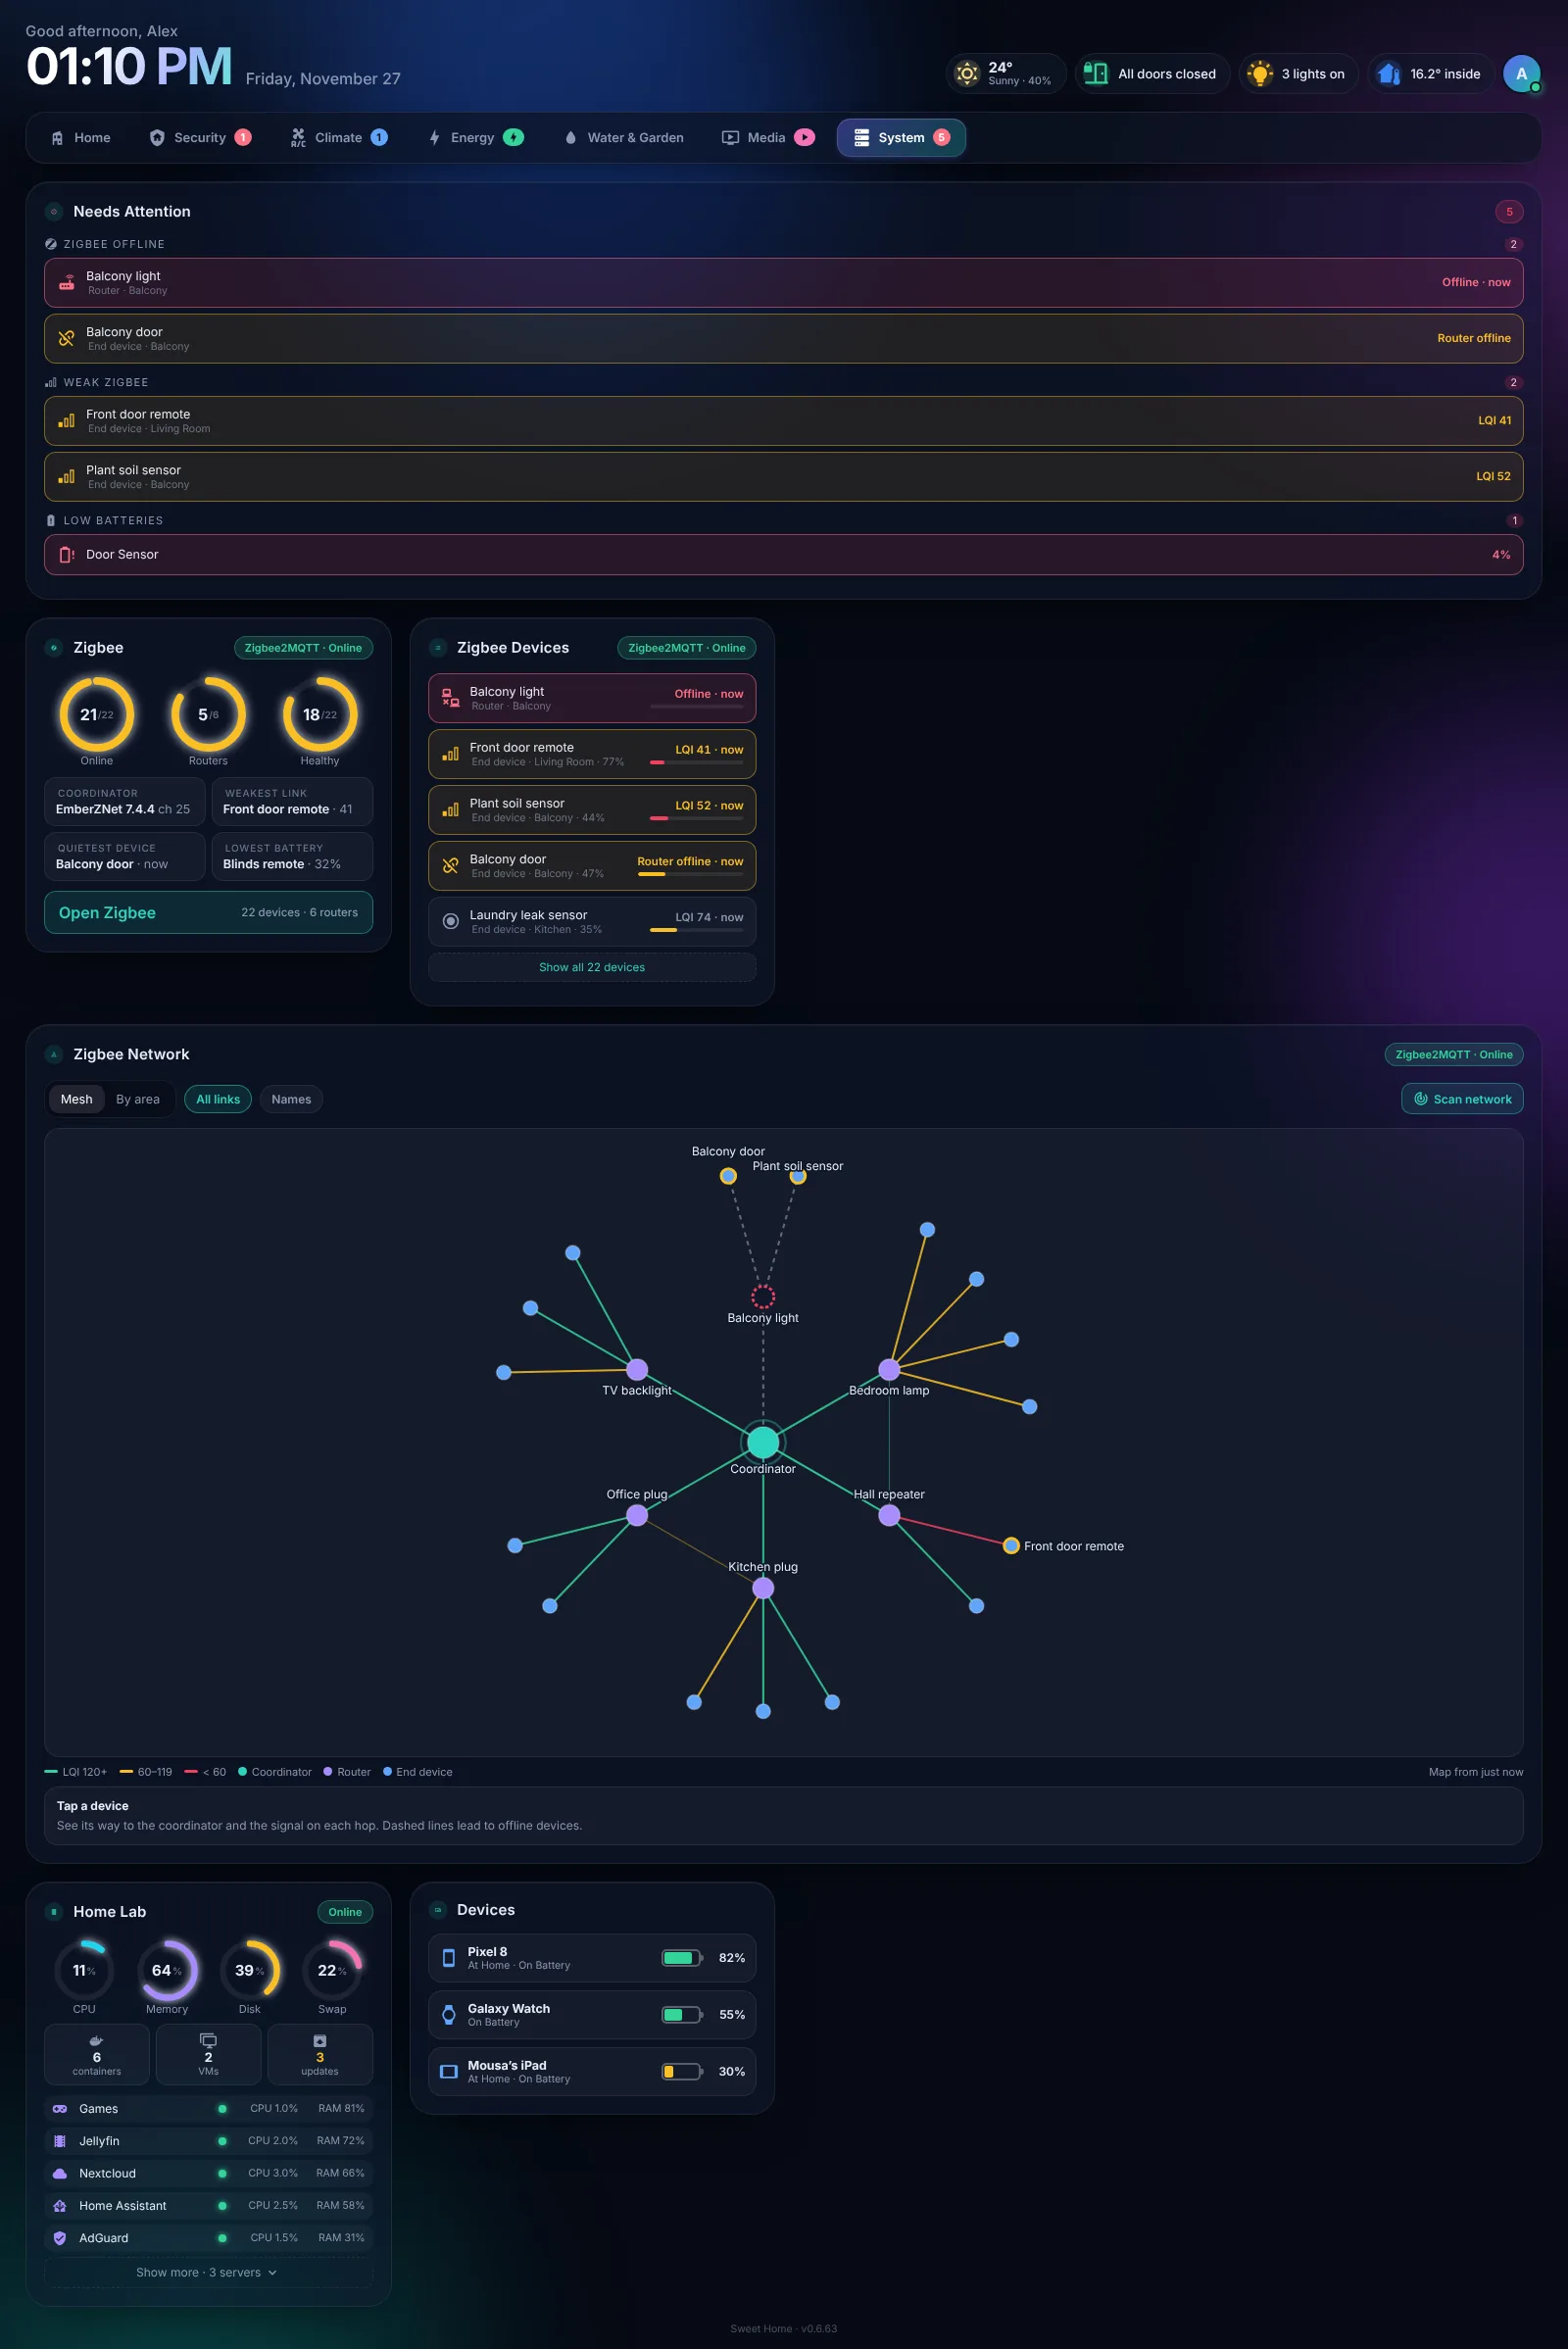 Good afternoon, Alex
01:10 PM Friday, November 27
24°
Sunny · 40%
All doors closed
3 lights on
16.2° inside
A
Home
Security 1
A/C
Climate 1
Energy
Water & Garden
Media
System 5
Needs Attention 5
ZIGBEE OFFLINE 2
Balcony light
Router · Balcony
Offline · now
Balcony door
End device · Balcony
Router offline
WEAK ZIGBEE 2
Front door remote
End device · Living Room
LQI 41
Plant soil sensor
End device · Balcony
LQI 52
LOW BATTERIES 1
Door Sensor 4%
Zigbee Zigbee2MQTT · Online
21/22 5/6 18/22
Online Routers Healthy
COORDINATOR
EmberZNet 7.4.4 ch 25
WEAKEST LINK
Front door remote · 41
QUIETEST DEVICE
Balcony door · now
LOWEST BATTERY
Blinds remote · 32%
Open Zigbee 22 devices · 6 routers
Zigbee Devices Zigbee2MQTT · Online
Balcony light Offline · now
Router · Balcony
Front door remote LQI 41 · now
End device · Living Room · 77%
Plant soil sensor LQI 52 · now
End device · Balcony · 44%
Balcony door Router offline · now
End device · Balcony · 47%
Laundry leak sensor LQI 74 · now
End device · Kitchen · 35%
Show all 22 devices
Zigbee Network Zigbee2MQTT · Online
Mesh By area All links Names Scan network
Balcony door
Plant soil sensor
Balcony light
TV backlight
Bedroom lamp
Coordinator
Office plug
Hall repeater
Front door remote
Kitchen plug
LQI 120+ 60–119 < 60 Coordinator Router End device Map from just now
Tap a device
See its way to the coordinator and the signal on each hop. Dashed lines lead to offline devices.
Home Lab Online
11% 64% 39% 22%
CPU Memory Disk Swap
6 2 3
containers VMs updates
Games CPU 1.0% RAM 81%
Jellyfin CPU 2.0% RAM 72%
Nextcloud CPU 3.0% RAM 66%
Home Assistant CPU 2.5% RAM 58%
AdGuard CPU 1.5% RAM 31%
Show more · 3 servers
Devices
Pixel 8
At Home · On Battery
82%
Galaxy Watch
On Battery
55%
Mousa's iPad
At Home · On Battery
30%
Sweet Home · v0.6.63